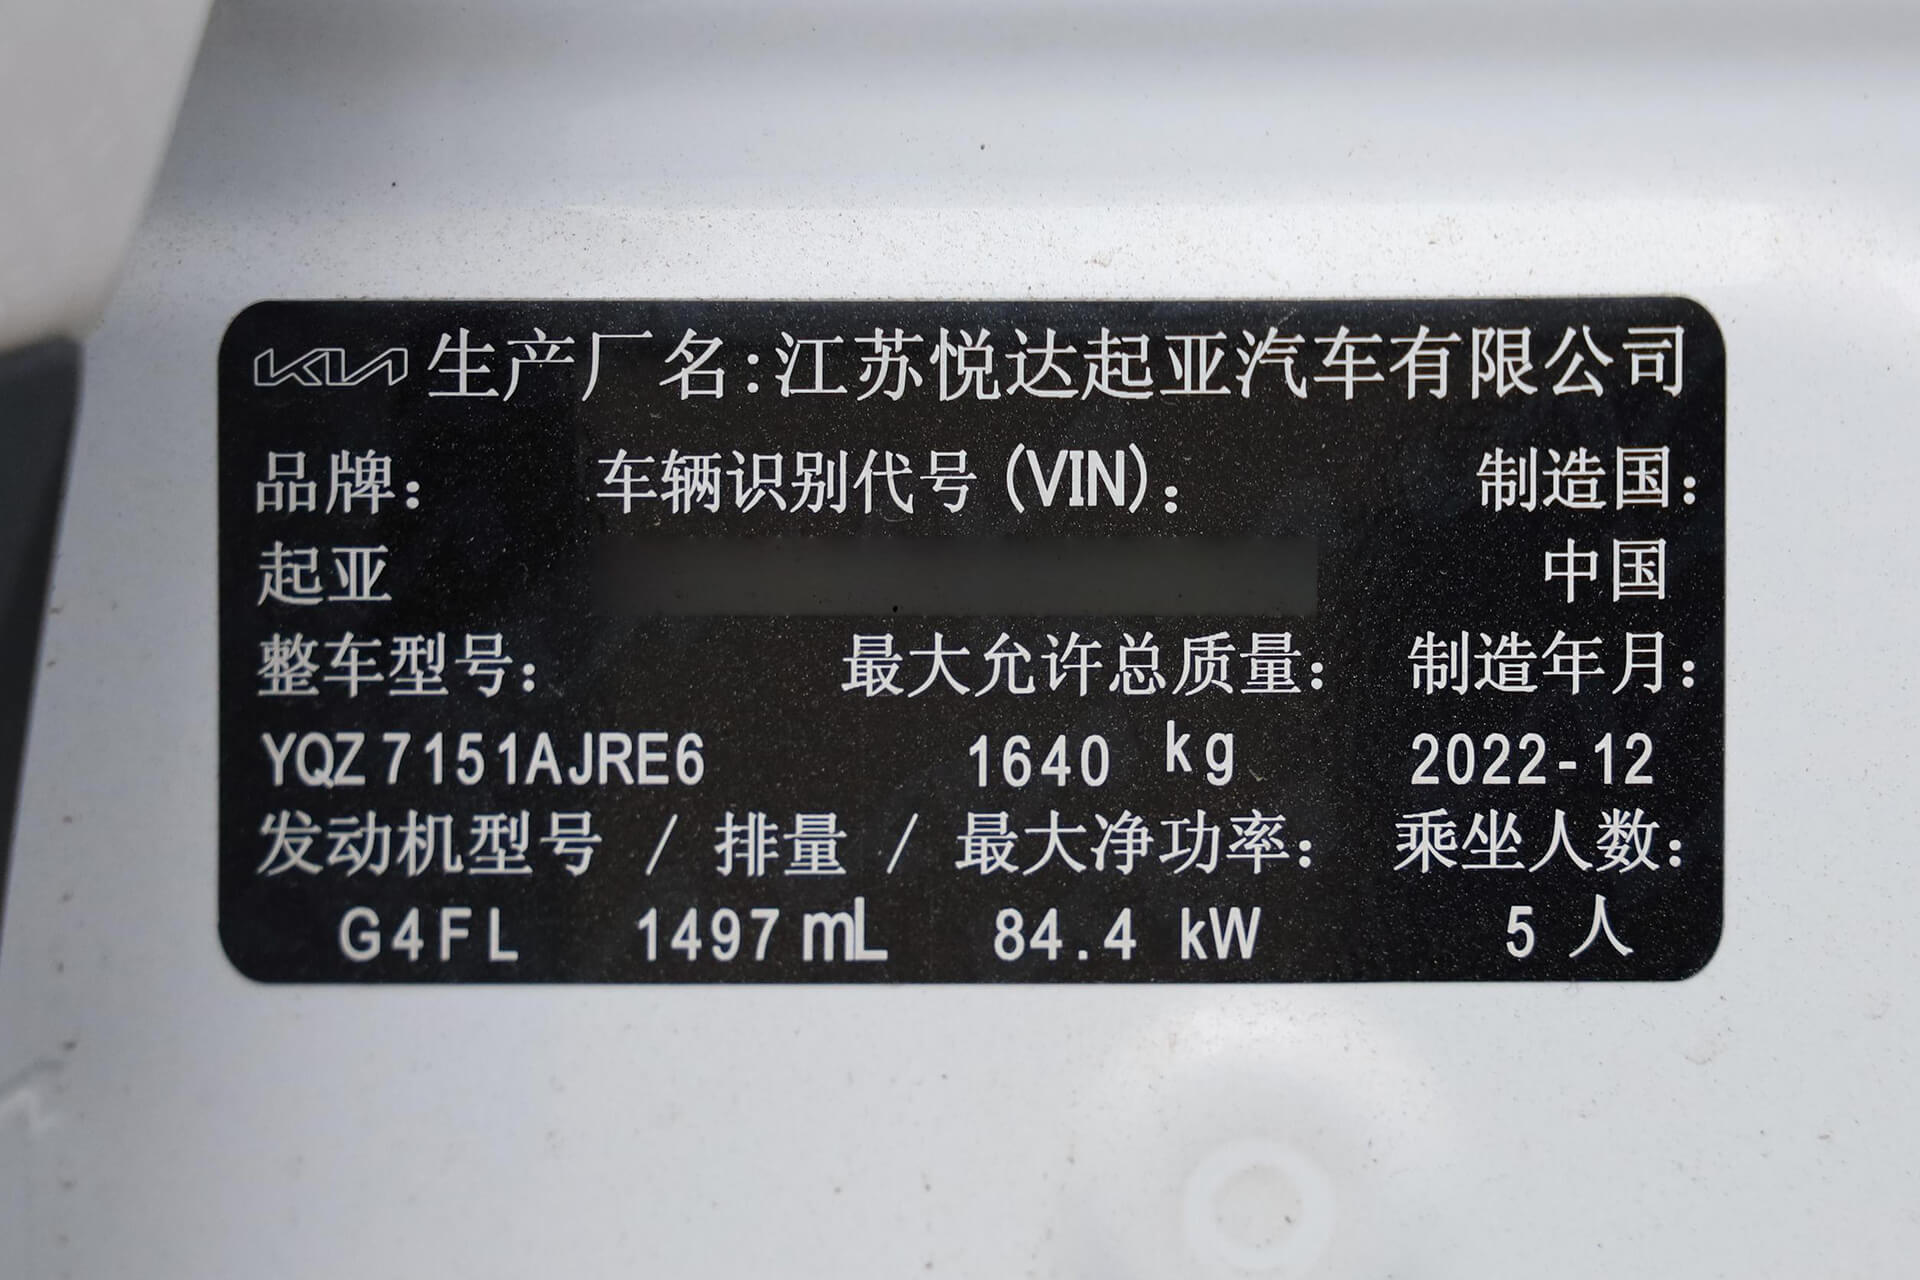 KIA 生产厂名:江苏悦达起亚汽车有限公司
品牌: 车辆识别代号(VIN): 制造国:
起亚 中国
整车型号: 最大允许总质量: 制造年月:
YQZ7151AJRE6 1640 kg 2022-12
发动机型号 / 排量 / 最大净功率: 乘坐人数:
G4FL 1497 mL 84.4 kW 5 人